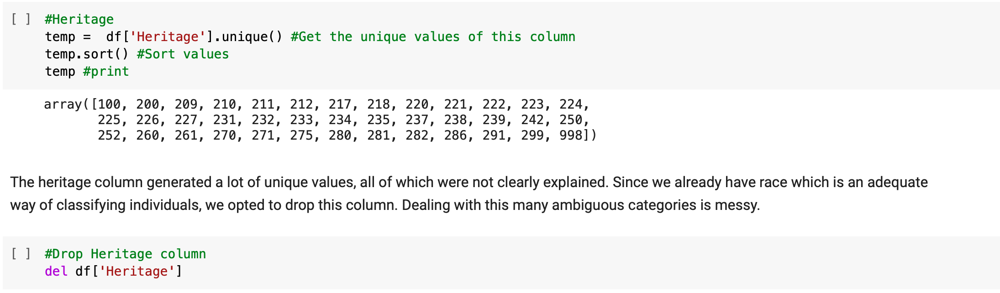 [ ] #Heritage
temp =  df['Heritage'].unique() #Get the unique values of this column
temp.sort() #Sort values
temp #print
array([100, 200, 209, 210, 211, 212, 217, 218, 220, 221, 222, 223, 224,
225, 226, 227, 231, 232, 233, 234, 235, 237, 238, 239, 242, 250,
252, 260, 261, 270, 271, 275, 280, 281, 282, 286, 291, 299, 998])
The heritage column generated a lot of unique values, all of which were not clearly explained. Since we already have race which is an adequate
way of classifying individuals, we opted to drop this column. Dealing with this many ambiguous categories is messy.
[ ] #Drop Heritage column
del df['Heritage']